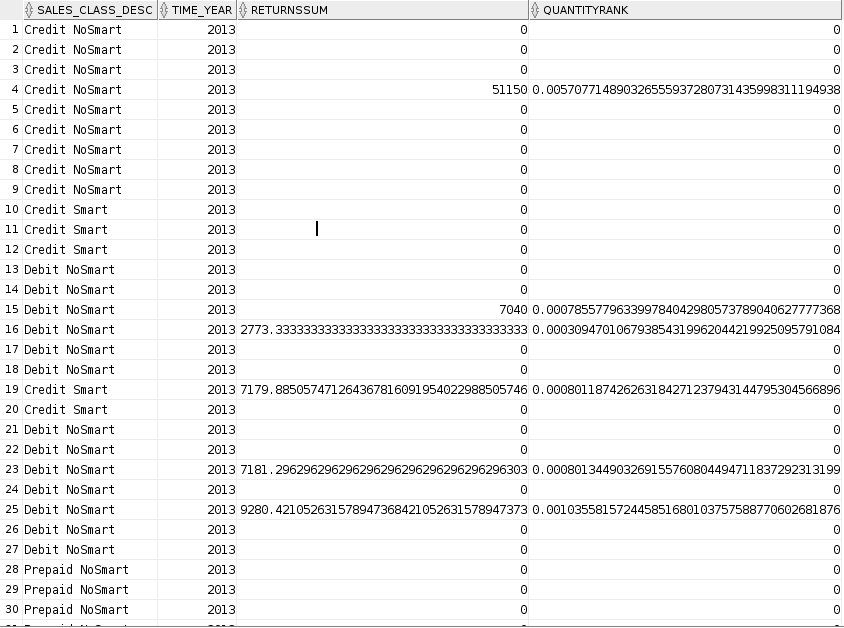 SALES_CLASS_DESC TIME_YEAR RETURNSSUM QUANTITYRANK
1 Credit NoSmart 2013 0 0
2 Credit NoSmart 2013 0 0
3 Credit NoSmart 2013 0 0
4 Credit NoSmart 2013 51150 0.005707714890326555937280731435998311194938
5 Credit NoSmart 2013 0 0
6 Credit NoSmart 2013 0 0
7 Credit NoSmart 2013 0 0
8 Credit NoSmart 2013 0 0
9 Credit NoSmart 2013 0 0
10 Credit Smart 2013 0 0
11 Credit Smart 2013 0 0
12 Credit Smart 2013 0 0
13 Debit NoSmart 2013 0 0
14 Debit NoSmart 2013 0 0
15 Debit NoSmart 2013 7040 0.000785577963399784042980573789040627777368
16 Debit NoSmart 2013 2773.333333333333333333333333333333333333 0.000309470106793854319962044219925095791084
17 Debit NoSmart 2013 0 0
18 Debit NoSmart 2013 0 0
19 Credit Smart 2013 7179.885057471264367816091954022988505746 0.000801187426263184271237943144795304566896
20 Credit Smart 2013 0 0
21 Debit NoSmart 2013 0 0
22 Debit NoSmart 2013 0 0
23 Debit NoSmart 2013 7181.296296296296296296296296296296296303 0.000801344903269155760804494711837292313199
24 Debit NoSmart 2013 0 0
25 Debit NoSmart 2013 9280.421052631578947368421052631578947373 0.001035581572445851680103757588770602681876
26 Debit NoSmart 2013 0 0
27 Debit NoSmart 2013 0 0
28 Prepaid NoSmart 2013 0 0
29 Prepaid NoSmart 2013 0 0
30 Prepaid NoSmart 2013 0 0